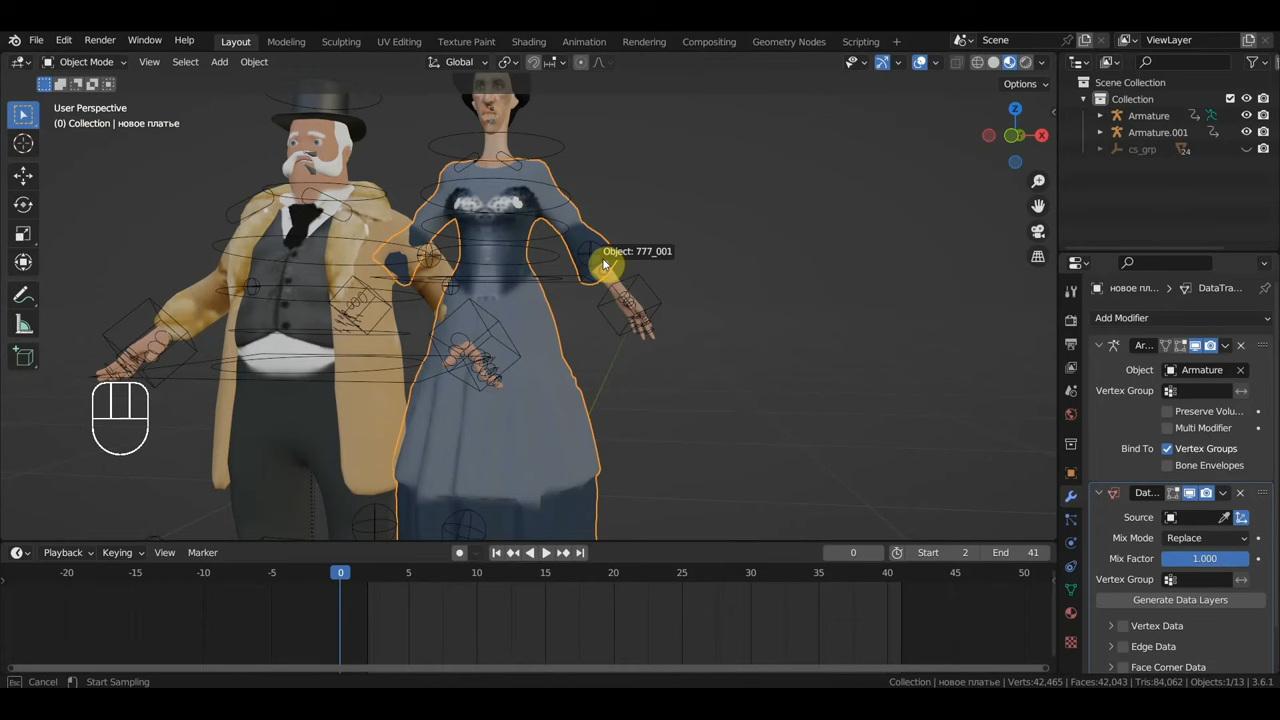 File Edit Render Window Help Layout Modeling Sculpting UV Editing Texture Paint Shading Animation Rendering Compositing Geometry Nodes Scripting + Scene ViewLayer
Object Mode View Select Add Object Global Options
User Perspective
(0) Collection | новое платье
Object: 777_001
Z
X
Scene Collection
Collection
Armature
Armature.001
cs_grp 24
новое пл... DataTra...
Add Modifier
Ar...
Object Armature
Vertex Group
Preserve Volu...
Multi Modifier
Bind To Vertex Groups
Bone Envelopes
Dat...
Source
Mix Mode Replace
Mix Factor 1.000
Vertex Group
Generate Data Layers
Vertex Data
Edge Data
Face Corner Data
Playback Keying View Marker 0 Start 2 End 41
-20 -15 -10 -5 0 5 10 15 20 25 30 35 40 45 50
Esc Cancel Start Sampling Collection | новое платье | Verts:42,465 | Faces:42,043 | Tris:84,062 | Objects:1/13 | 3.6.1